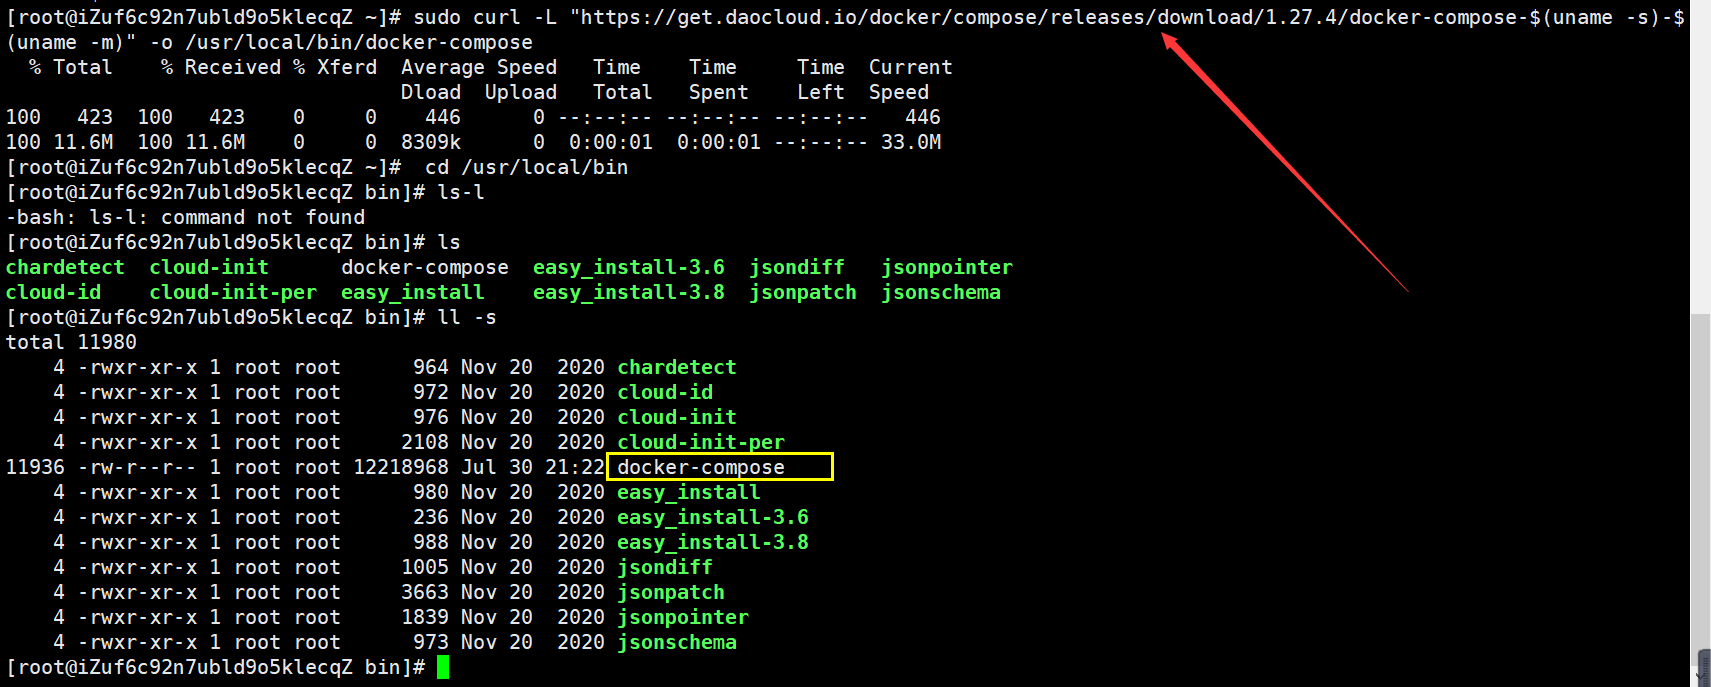 [root@iZuf6c92n7ubld9o5klecqZ ~]# sudo curl -L "https://get.daocloud.io/docker/compose/releases/download/1.27.4/docker-compose-$(uname -s)-$
(uname -m)" -o /usr/local/bin/docker-compose
  % Total    % Received % Xferd  Average Speed   Time    Time     Time  Current
                                 Dload  Upload   Total   Spent    Left  Speed
100   423  100   423    0     0    446      0 --:--:-- --:--:-- --:--:--   446
100 11.6M  100 11.6M    0     0  8309k      0  0:00:01  0:00:01 --:--:-- 33.0M
[root@iZuf6c92n7ubld9o5klecqZ ~]#  cd /usr/local/bin
[root@iZuf6c92n7ubld9o5klecqZ bin]# ls-l
-bash: ls-l: command not found
[root@iZuf6c92n7ubld9o5klecqZ bin]# ls
chardetect  cloud-init      docker-compose  easy_install-3.6  jsondiff   jsonpointer
cloud-id    cloud-init-per  easy_install    easy_install-3.8  jsonpatch  jsonschema
[root@iZuf6c92n7ubld9o5klecqZ bin]# ll -s
total 11980
    4 -rwxr-xr-x 1 root root      964 Nov 20  2020 chardetect
    4 -rwxr-xr-x 1 root root      972 Nov 20  2020 cloud-id
    4 -rwxr-xr-x 1 root root      976 Nov 20  2020 cloud-init
    4 -rwxr-xr-x 1 root root     2108 Nov 20  2020 cloud-init-per
11936 -rw-r--r-- 1 root root 12218968 Jul 30 21:22 docker-compose
    4 -rwxr-xr-x 1 root root      980 Nov 20  2020 easy_install
    4 -rwxr-xr-x 1 root root      236 Nov 20  2020 easy_install-3.6
    4 -rwxr-xr-x 1 root root      988 Nov 20  2020 easy_install-3.8
    4 -rwxr-xr-x 1 root root     1005 Nov 20  2020 jsondiff
    4 -rwxr-xr-x 1 root root     3663 Nov 20  2020 jsonpatch
    4 -rwxr-xr-x 1 root root     1839 Nov 20  2020 jsonpointer
    4 -rwxr-xr-x 1 root root      973 Nov 20  2020 jsonschema
[root@iZuf6c92n7ubld9o5klecqZ bin]#